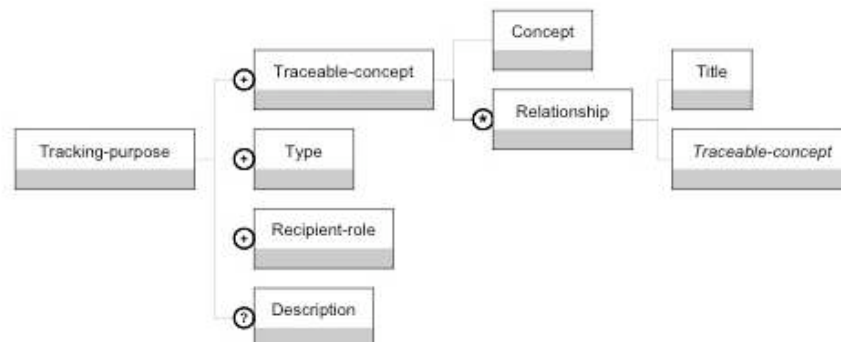 Concept
Traceable-concept
Title
Relationship
Tracking-purpose
Type
Traceable-concept
Recipient-role
Description
+
*
+
+
?